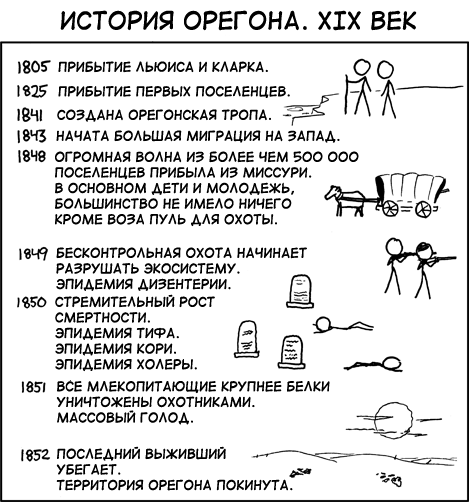 ИСТОРИЯ ОРЕГОНА. XIX ВЕК
1805 ПРИБЫТИЕ ЛЬЮИСА И КЛАРКА.
1825 ПРИБЫТИЕ ПЕРВЫХ ПОСЕЛЕНЦЕВ.
1841 СОЗДАНА ОРЕГОНСКАЯ ТРОПА.
1843 НАЧАТА БОЛЬШАЯ МИГРАЦИЯ НА ЗАПАД.
1848 ОГРОМНАЯ ВОЛНА ИЗ БОЛЕЕ ЧЕМ 500 000
ПОСЕЛЕНЦЕВ ПРИБЫЛА ИЗ МИССУРИ.
В ОСНОВНОМ ДЕТИ И МОЛОДЕЖЬ,
БОЛЬШИНСТВО НЕ ИМЕЛО НИЧЕГО
КРОМЕ ВОЗА ПУЛЬ ДЛЯ ОХОТЫ.
1849 БЕСКОНТРОЛЬНАЯ ОХОТА НАЧИНАЕТ
РАЗРУШАТЬ ЭКОСИСТЕМУ.
ЭПИДЕМИЯ ДИЗЕНТЕРИИ.
1850 СТРЕМИТЕЛЬНЫЙ РОСТ
СМЕРТНОСТИ.
ЭПИДЕМИЯ ТИФА.
ЭПИДЕМИЯ КОРИ.
ЭПИДЕМИЯ ХОЛЕРЫ.
1851 ВСЕ МЛЕКОПИТАЮЩИЕ КРУПНЕЕ БЕЛКИ
УНИЧТОЖЕНЫ ОХОТНИКАМИ.
МАССОВЫЙ ГОЛОД.
1852 ПОСЛЕДНИЙ ВЫЖИВШИЙ
УБЕГАЕТ.
ТЕРРИТОРИЯ ОРЕГОНА ПОКИНУТА.